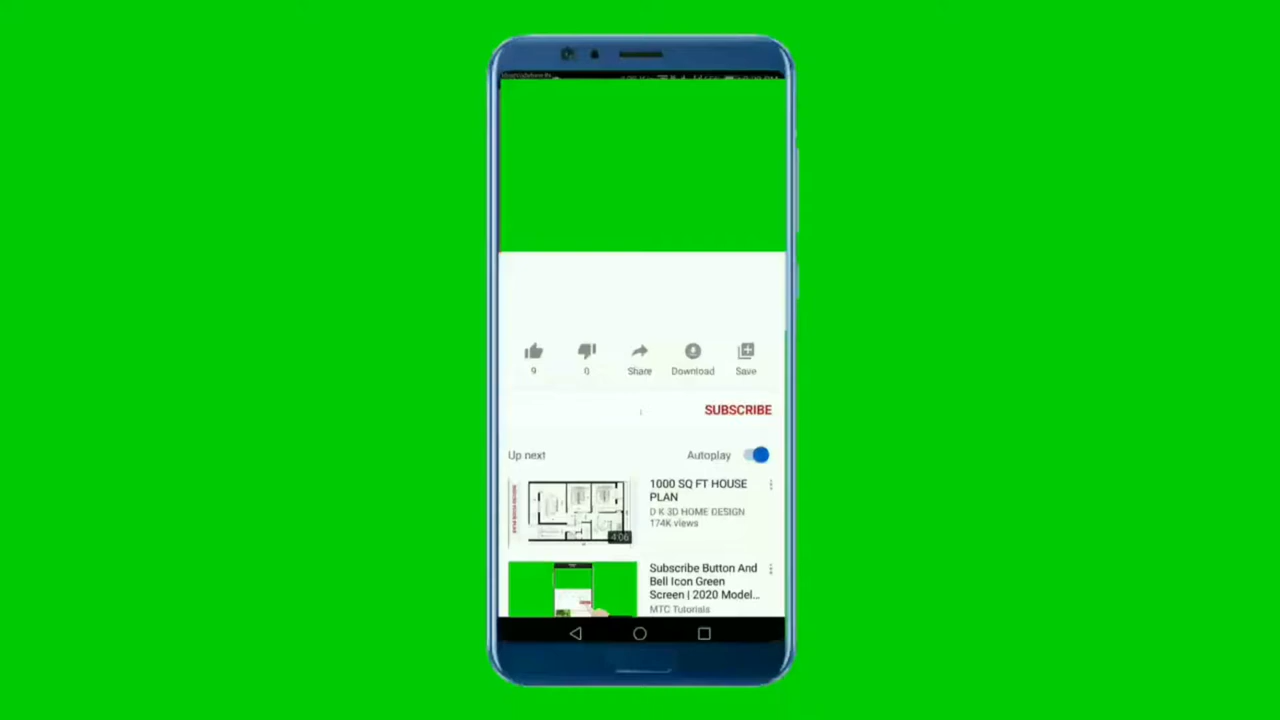 9
0
Share
Download
Save
SUBSCRIBE
Up next
Autoplay
1000 SQ FT HOUSE
PLAN
D K 3D HOME DESIGN
174K views
4:06
Subscribe Button And
Bell Icon Green
Screen | 2020 Model...
MTC Tutorials